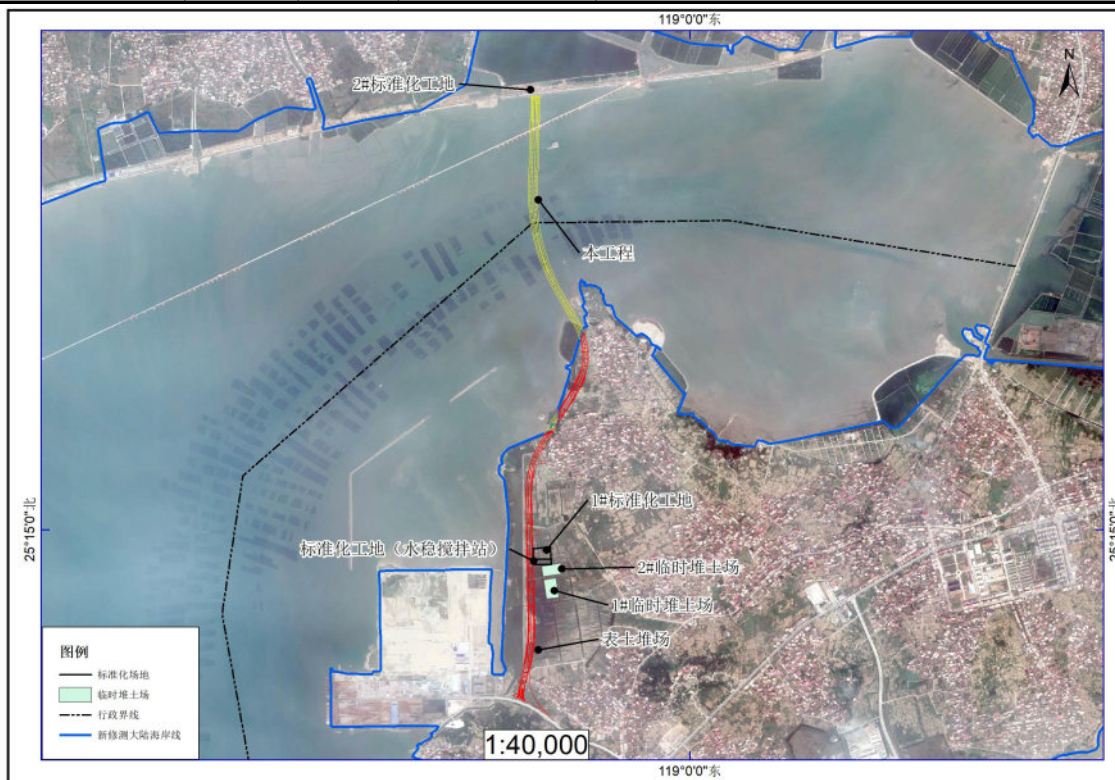 119°0'0"东
N
2#标准化工地
本工程
25°15'0"北
25°15'0"北
1#标准化工地
标准化工地（水稳搅拌站）
2#临时堆土场
1#临时堆土场
表土堆场
图例
标准化场地
临时堆土场
行政界线
新修测大陆海岸线
1:40,000
119°0'0"东